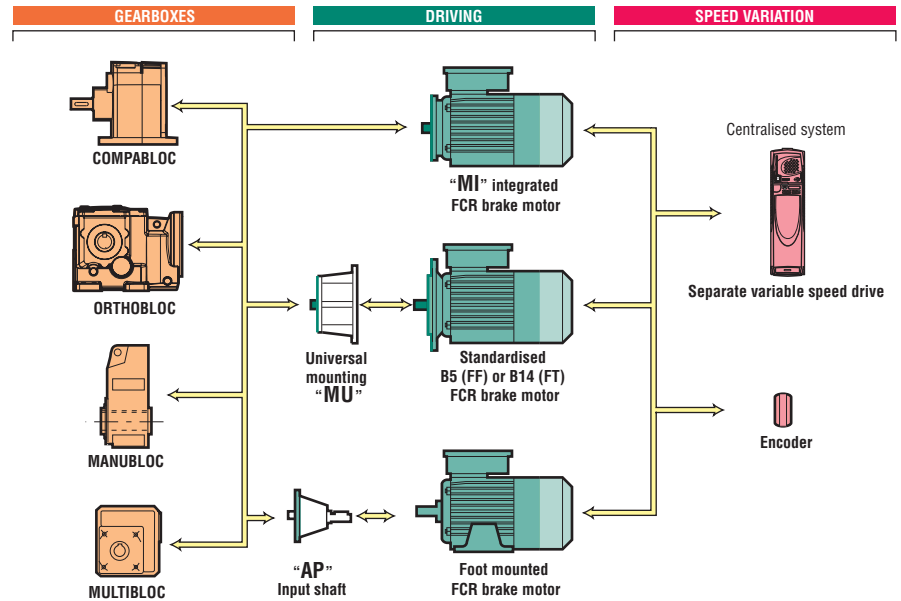 GEARBOXES
DRIVING
SPEED VARIATION
COMPABLOC
ORTHOBLOC
MANUBLOC
MULTIBLOC
“MI” integrated
FCR brake motor
Universal
mounting
“MU”
Standardised
B5 (FF) or B14 (FT)
FCR brake motor
“AP”
Input shaft
Foot mounted
FCR brake motor
Centralised system
Separate variable speed drive
Encoder